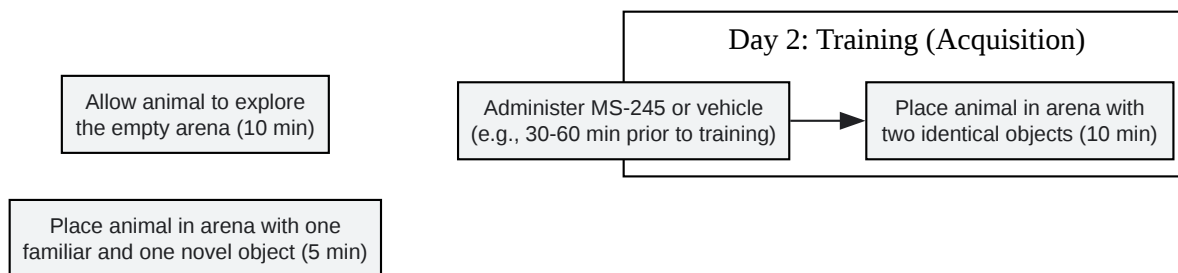 Day 2: Training (Acquisition)
Allow animal to explore
the empty arena (10 min)
Administer MS-245 or vehicle
(e.g., 30-60 min prior to training)
Place animal in arena with
two identical objects (10 min)
Place animal in arena with one
familiar and one novel object (5 min)